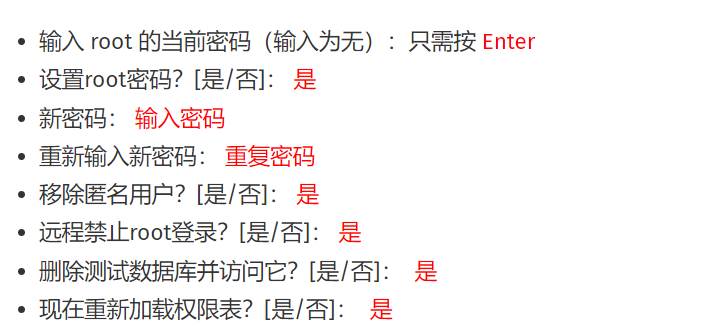 输入 root 的当前密码（输入为无）：只需按 Enter
设置root密码？[是/否]： 是
新密码： 输入密码
重新输入新密码： 重复密码
移除匿名用户？[是/否]： 是
远程禁止root登录？[是/否]： 是
删除测试数据库并访问它？[是/否]： 是
现在重新加载权限表？[是/否]： 是